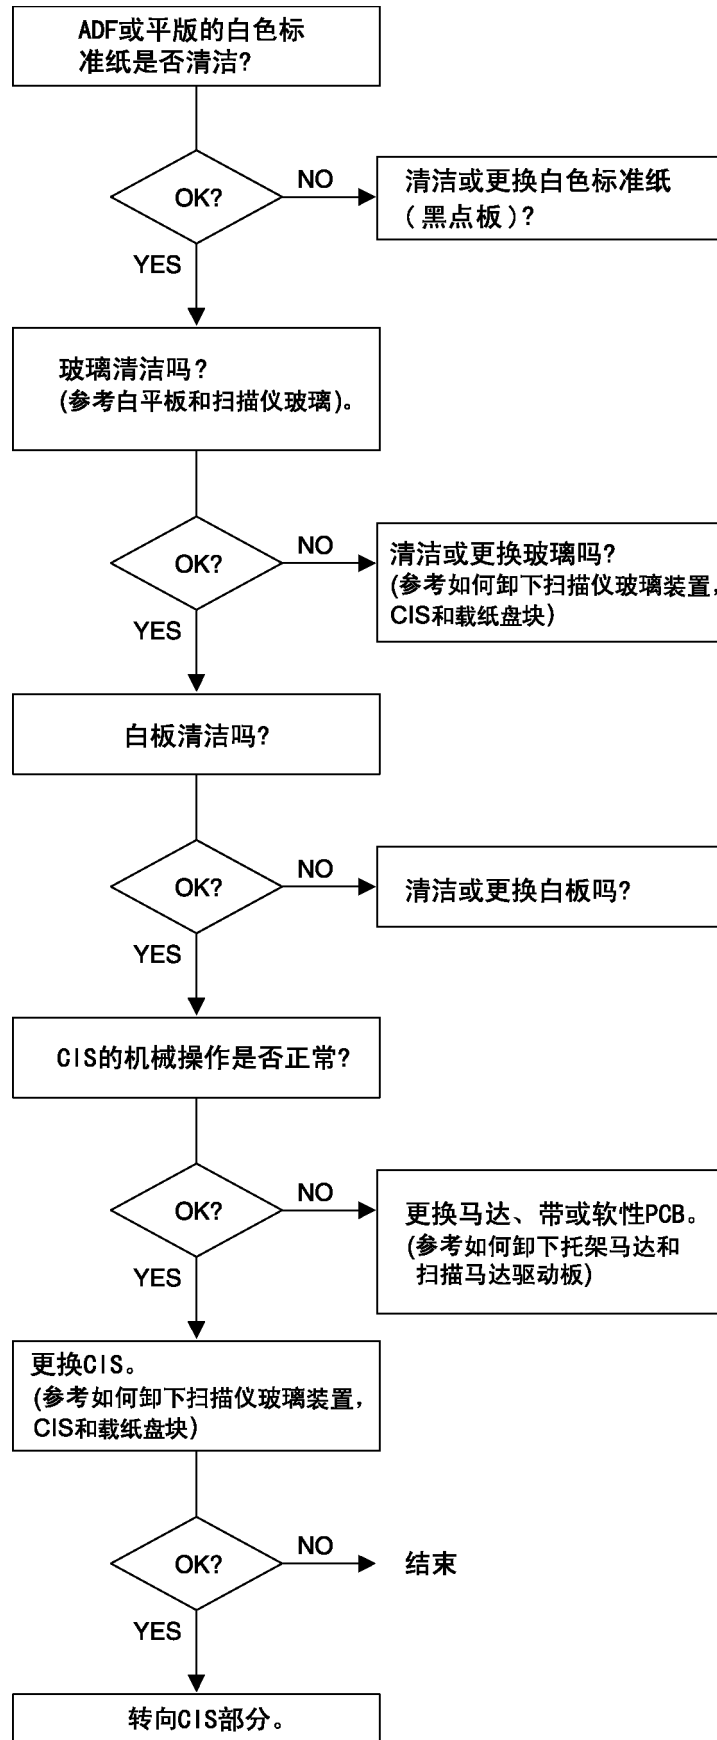 ADF或平版的白色标
准纸是否清洁?
OK?
NO
清洁或更换白色标准纸
(黑点板)?
YES
玻璃清洁吗?
(参考白平板和扫描仪玻璃)。
OK?
NO
清洁或更换玻璃吗?
(参考如何卸下扫描仪玻璃装置,
CIS和载纸盘块)
YES
白板清洁吗?
OK?
NO
清洁或更换白板吗?
YES
CIS的机械操作是否正常?
OK?
NO
更换马达、带或软性PCB。
(参考如何卸下托架马达和
扫描马达驱动板)
YES
更换CIS。
(参考如何卸下扫描仪玻璃装置,
CIS和载纸盘块)
OK?
NO
结束
YES
转向CIS部分。